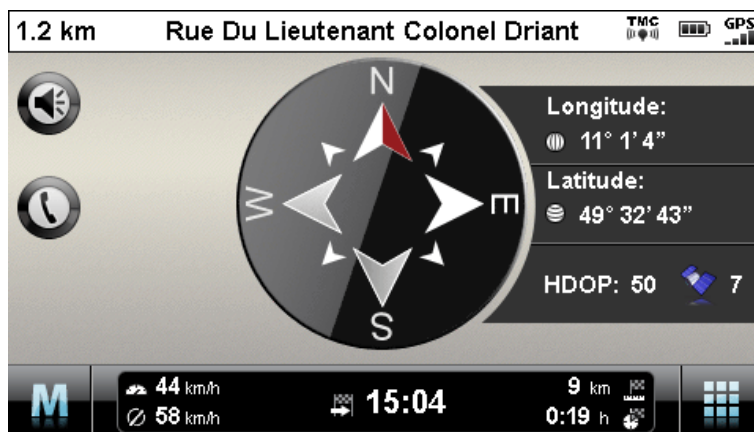 1.2 km Rue Du Lieutenant Colonel Driant TMC GPS
N
W
E
S
Longitude:
11° 1' 4”
Latitude:
49° 32' 43”
HDOP: 50 7
M
44 km/h
58 km/h
15:04
9 km
0:19 h